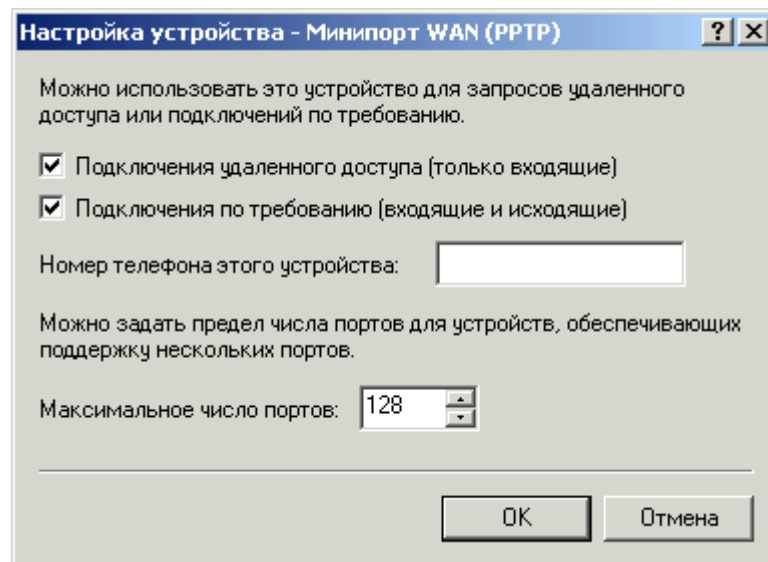 Настройка устройства - Минипорт WAN (PPTP)
Можно использовать это устройство для запросов удаленного
доступа или подключений по требованию.
Подключения удаленного доступа (только входящие)
Подключения по требованию (входящие и исходящие)
Номер телефона этого устройства:
Можно задать предел числа портов для устройств, обеспечивающих
поддержку нескольких портов.
Максимальное число портов: 128
OK Отмена